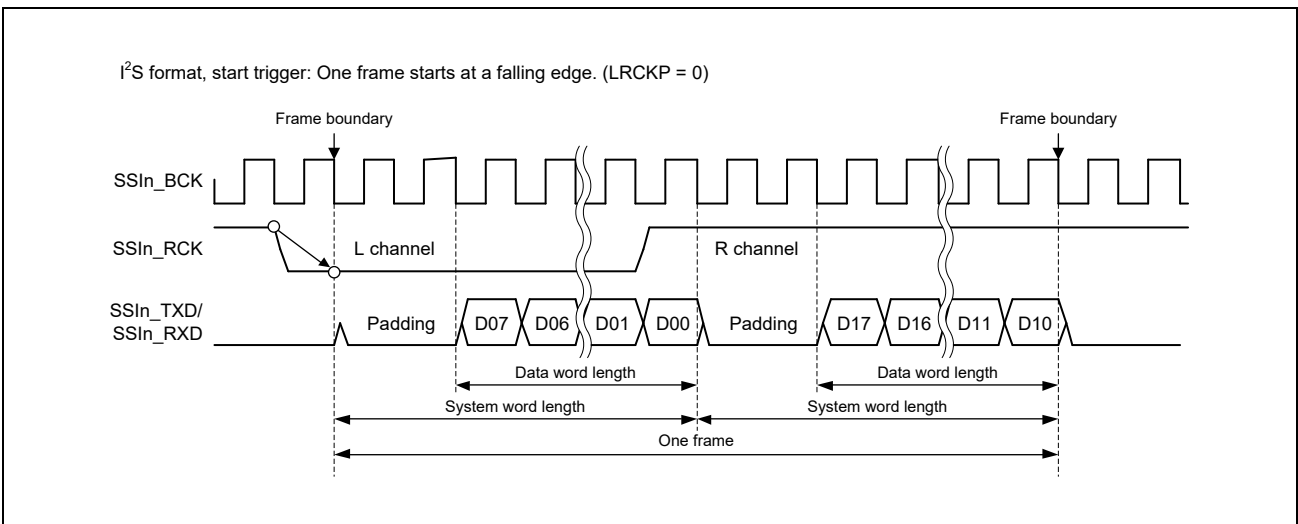 I²S format, start trigger: One frame starts at a falling edge. (LRCKP = 0)
Frame boundary Frame boundary
SSIn_BCK
SSIn_RCK L channel R channel
SSIn_TXD/
SSIn_RXD
Padding D07 D06 D01 D00 Padding D17 D16 D11 D10
Data word length Data word length
System word length System word length
One frame